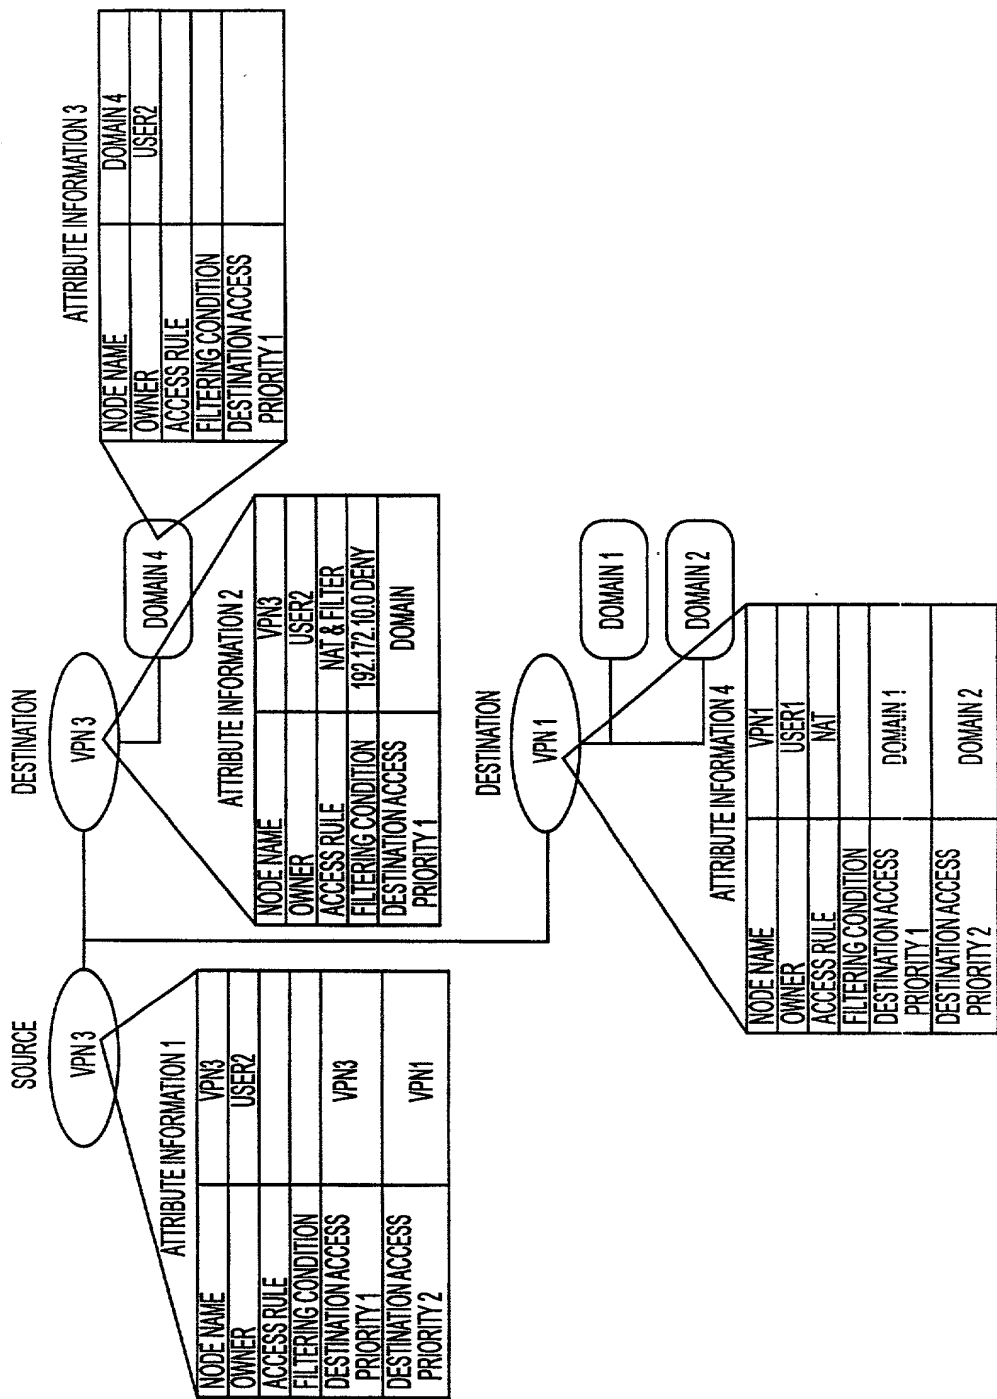 SOURCE
VPN 3
ATTRIBUTE INFORMATION 1
NODE NAME VPN3
OWNER USER2
ACCESS RULE
FILTERING CONDITION
DESTINATION ACCESS
PRIORITY 1 VPN3
DESTINATION ACCESS
PRIORITY 2 VPN1
DESTINATION
VPN 3
DOMAIN 4
ATTRIBUTE INFORMATION 2
NODE NAME VPN3
OWNER USER2
ACCESS RULE NAT & FILTER
FILTERING CONDITION 192.172.10.0 DENY
DESTINATION ACCESS
PRIORITY 1 DOMAIN
ATTRIBUTE INFORMATION 3
NODE NAME DOMAIN 4
OWNER USER2
ACCESS RULE
FILTERING CONDITION
DESTINATION ACCESS
PRIORITY 1
DESTINATION
VPN 1
DOMAIN 1
DOMAIN 2
ATTRIBUTE INFORMATION 4
NODE NAME VPN1
OWNER USER1
ACCESS RULE NAT
FILTERING CONDITION
DESTINATION ACCESS
PRIORITY 1 DOMAIN 1
DESTINATION ACCESS
PRIORITY 2 DOMAIN 2